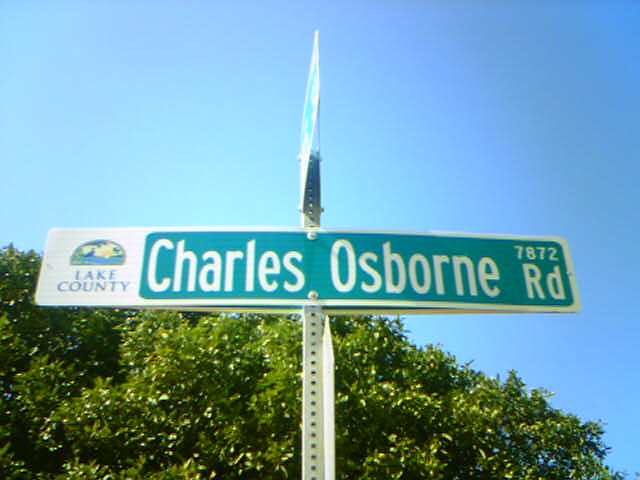 LAKE
COUNTY
Charles Osborne Rd
7872